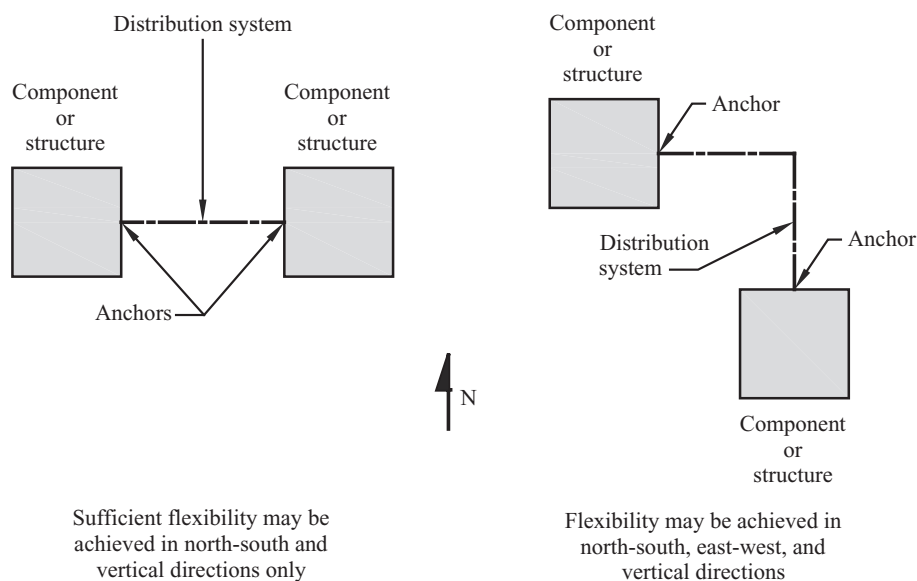 Distribution system
Component
or
structure
Component
or
structure
Anchors
Component
or
structure
Anchor
Distribution
system
Anchor
Component
or
structure
N
Sufficient flexibility may be
achieved in north-south and
vertical directions only
Flexibility may be achieved in
north-south, east-west, and
vertical directions